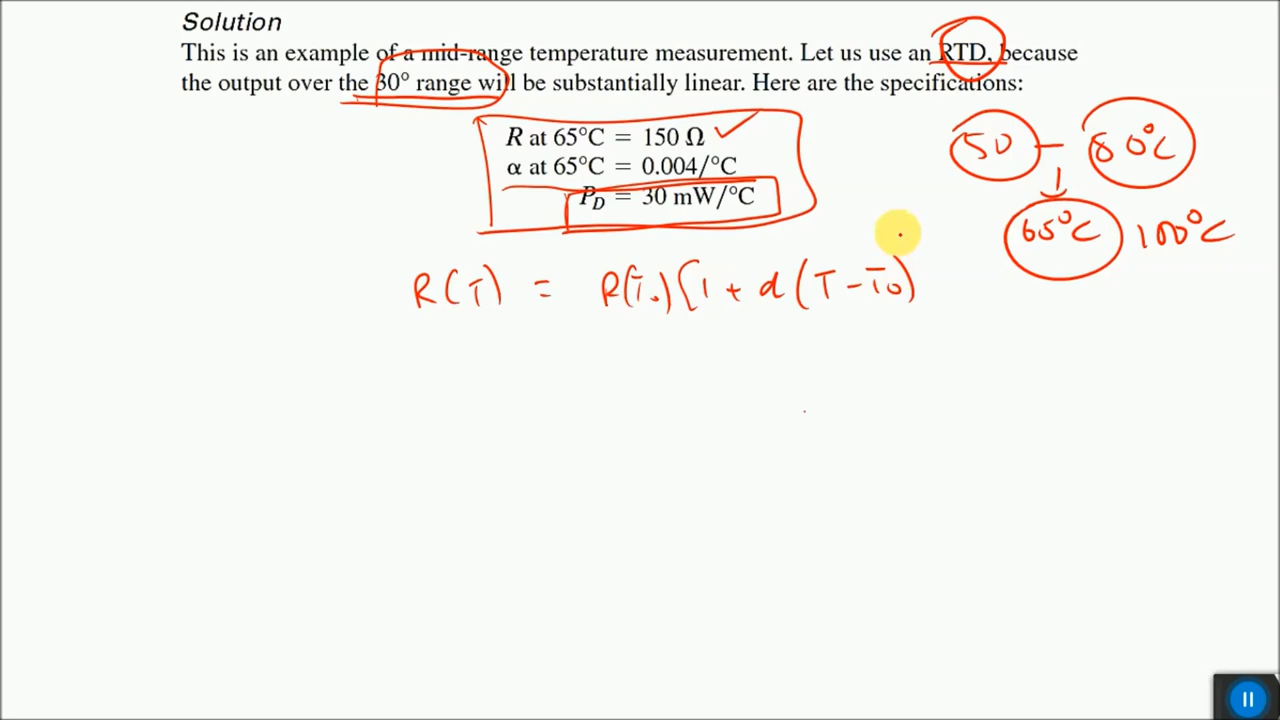 Solution
This is an example of a mid-range temperature measurement. Let us use an RTD, because
the output over the 30° range will be substantially linear. Here are the specifications:
R at 65°C = 150 Ω
α at 65°C = 0.004/°C
P_D = 30 mW/°C
50 – 80°C
65°C 100°C
R(T) = R(T₀)[1 + α(T–T₀)